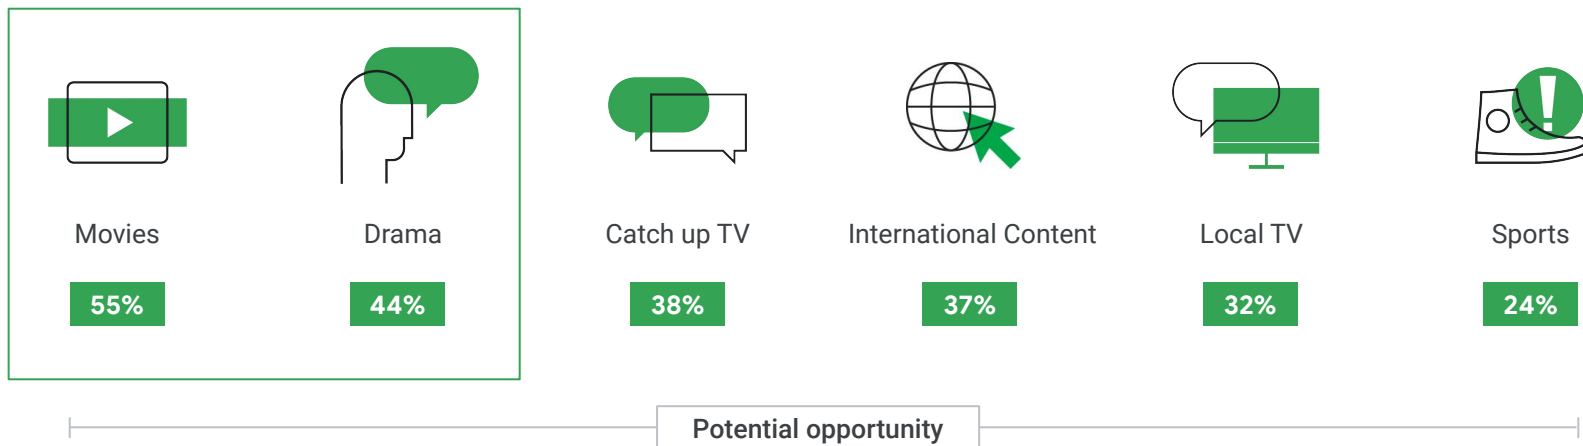 Movies
Drama
Catch up TV
International Content
Local TV
Sports
55%
44%
38%
37%
32%
24%
Potential opportunity